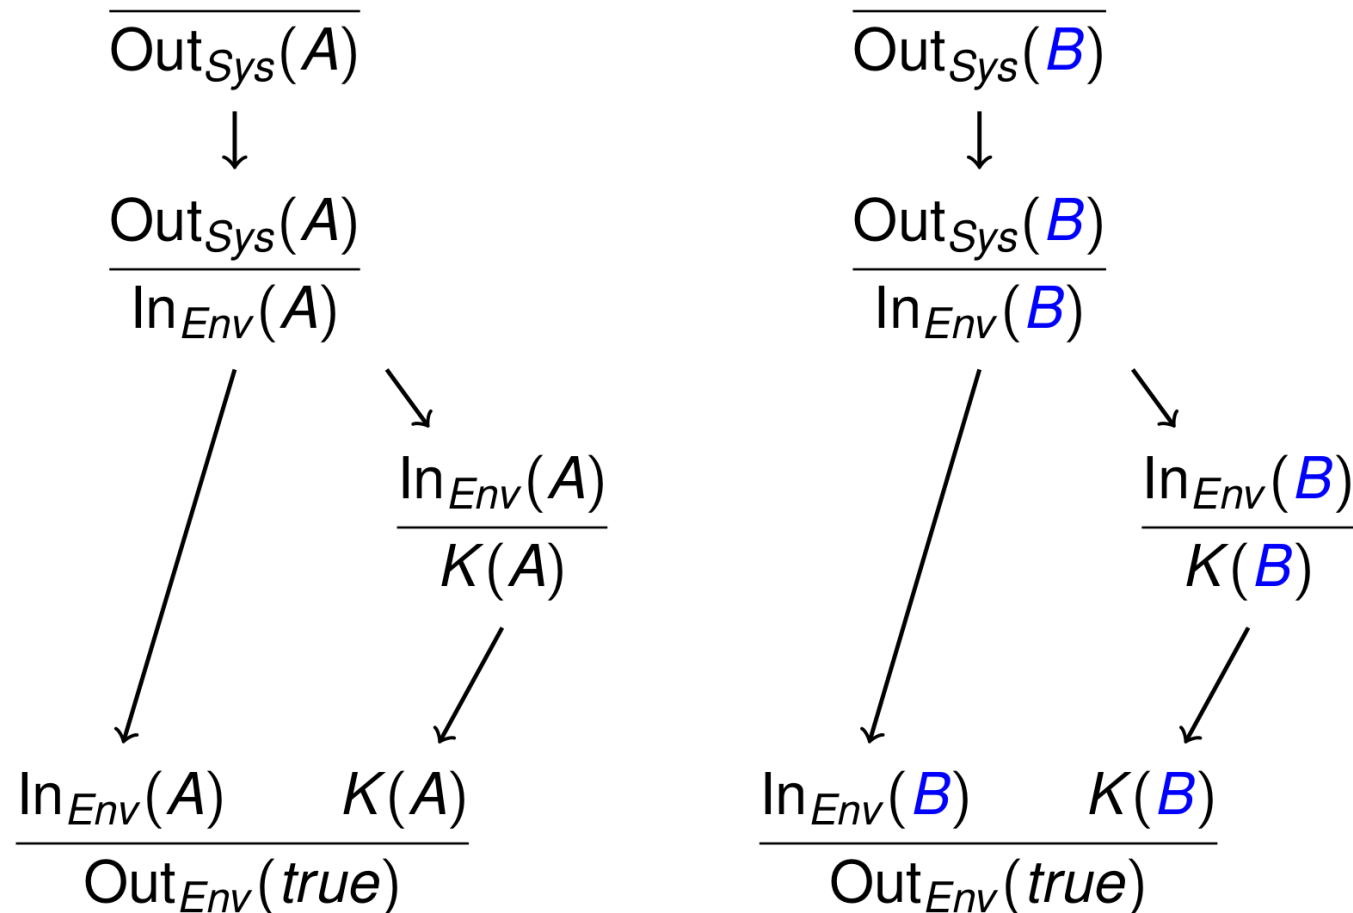 Out_Sys(A) Out_Sys(B)
Out_Sys(A) Out_Sys(B)
In_Env(A) In_Env(B)
In_Env(A) In_Env(B)
K(A) K(B)
In_Env(A) K(A) In_Env(B) K(B)
Out_Env(true) Out_Env(true)